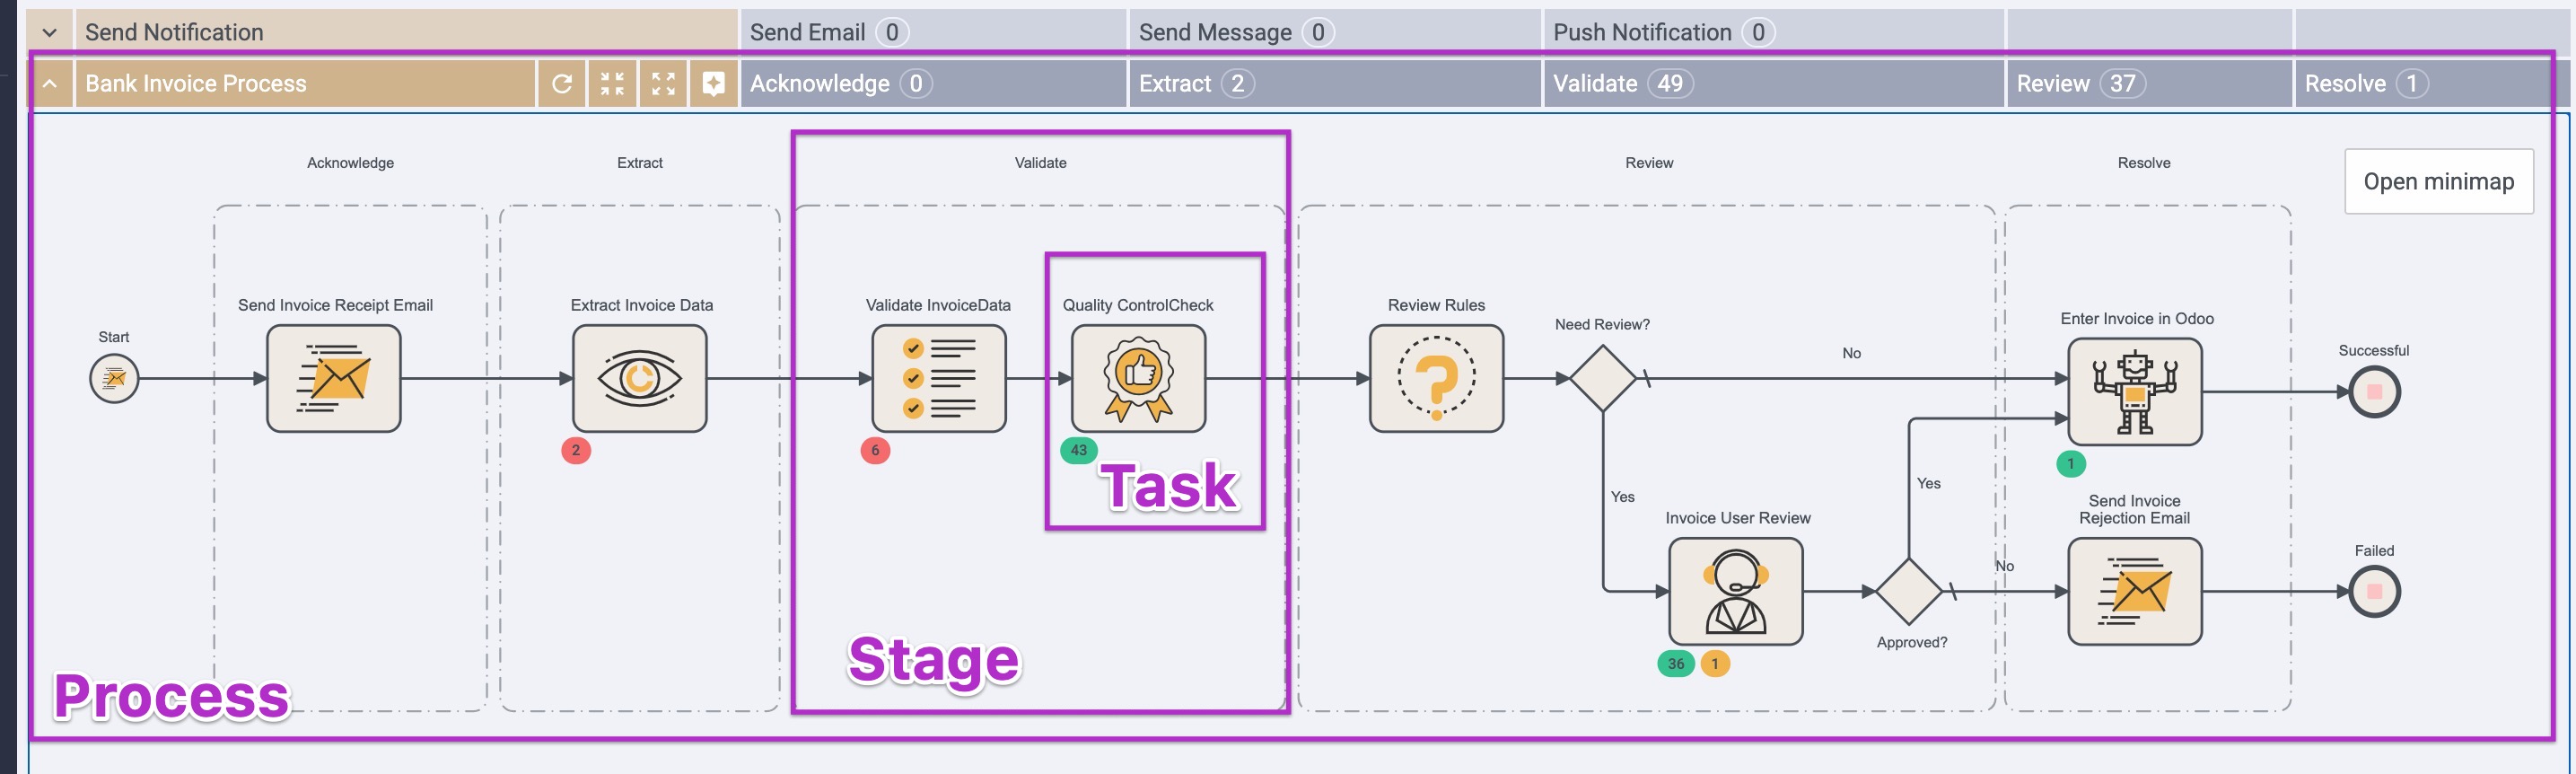 Send Notification
Send Email 0
Send Message 0
Push Notification 0
Bank Invoice Process
Acknowledge 0
Extract 2
Validate 49
Review 37
Resolve 1
Acknowledge
Extract
Validate
Review
Resolve
Open minimap
Start
Send Invoice Receipt Email
Extract Invoice Data
2
Validate InvoiceData
6
Quality ControlCheck
43
Task
Review Rules
Need Review?
No
Yes
Invoice User Review
36
1
Approved?
Yes
No
Enter Invoice in Odoo
1
Successful
Send Invoice
Rejection Email
Failed
Stage
Process